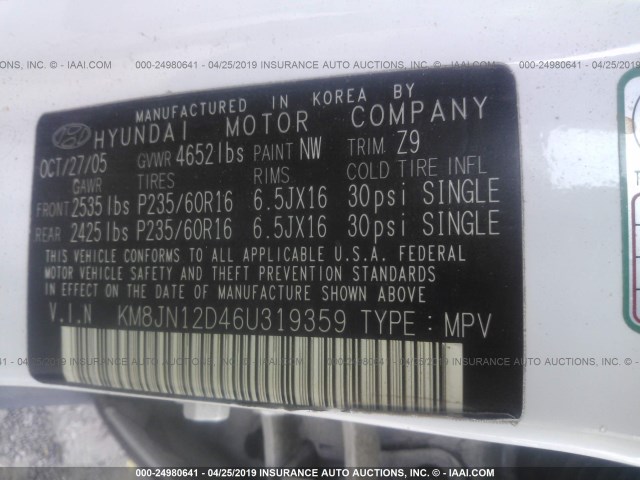 000-24980641 - 04/25/2019 INSURANCE AUTO AUCTIONS, INC. - ©IAAI.COM
MANUFACTURED IN KOREA BY
HYUNDAI MOTOR COMPANY
OCT/27/05 GVWR 4652lbs PAINT NW TRIM Z9
GAWR TIRES RIMS COLD TIRE INFL
FRONT 2535lbs P235/60R16 6.5JX16 30psi SINGLE
REAR 2425lbs P235/60R16 6.5JX16 30psi SINGLE
THIS VEHICLE CONFORMS TO ALL APPLICABLE U.S.A. FEDERAL
MOTOR VEHICLE SAFETY AND THEFT PREVENTION STANDARDS
IN EFFECT ON THE DATE OF MANUFACTURE SHOWN ABOVE
V.I.N KM8JN12D46U319359 TYPE : MPV
000-24980641 - 04/25/2019 INSURANCE AUTO AUCTIONS, INC. - ©IAAI.COM